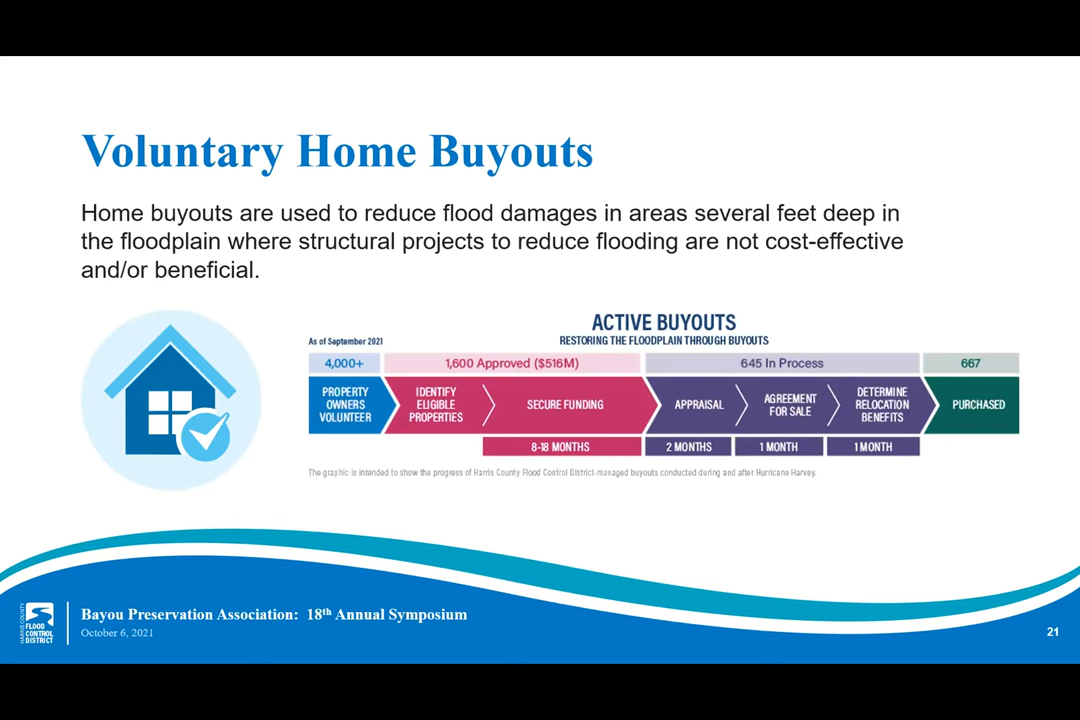 Voluntary Home Buyouts
Home buyouts are used to reduce flood damages in areas several feet deep in
the floodplain where structural projects to reduce flooding are not cost-effective
and/or beneficial.
ACTIVE BUYOUTS
As of September 2021
RESTORING THE FLOODPLAIN THROUGH BUYOUTS
4,000+
1,600 Approved ($516M)
645 In Process
667
PROPERTY
OWNERS
VOLUNTEER
IDENTIFY
ELIGIBLE
PROPERTIES
SECURE FUNDING
APPRAISAL
AGREEMENT
FOR SALE
DETERMINE
RELOCATION
BENEFITS
PURCHASED
8-18 MONTHS
2 MONTHS
1 MONTH
1 MONTH
The graphic is intended to show the progress of Harris County Flood Control District-managed buyouts conducted during and after Hurricane Harvey.
HARRIS COUNTY
FLOOD
CONTROL
DISTRICT
Bayou Preservation Association: 18th Annual Symposium
October 6, 2021
21